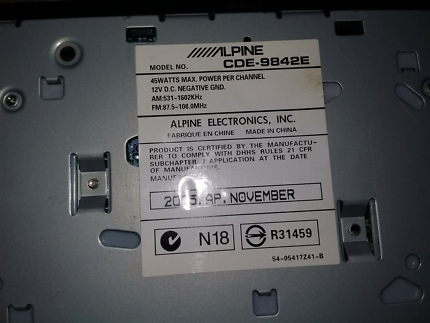 ALPINE
MODEL NO. CDE-9842E
45WATTS MAX. POWER PER CHANNEL
12V D.C. NEGATIVE GND.
AM:531-1602KHz
FM:87.5-108.0MHz
ALPINE ELECTRONICS, INC.
FABRIQUE EN CHINE MADE IN CHINA
PRODUCT IS CERTIFIED BY THE MANUFACTU-
RER TO COMPLY WITH DHHS RULES 21 CFR
SUBCHAPTER J APPLICATION AT THE DATE
OF MANUFACTURE.
2005.AP.NOVEMBER
N18 R31459
54-05417Z41-B